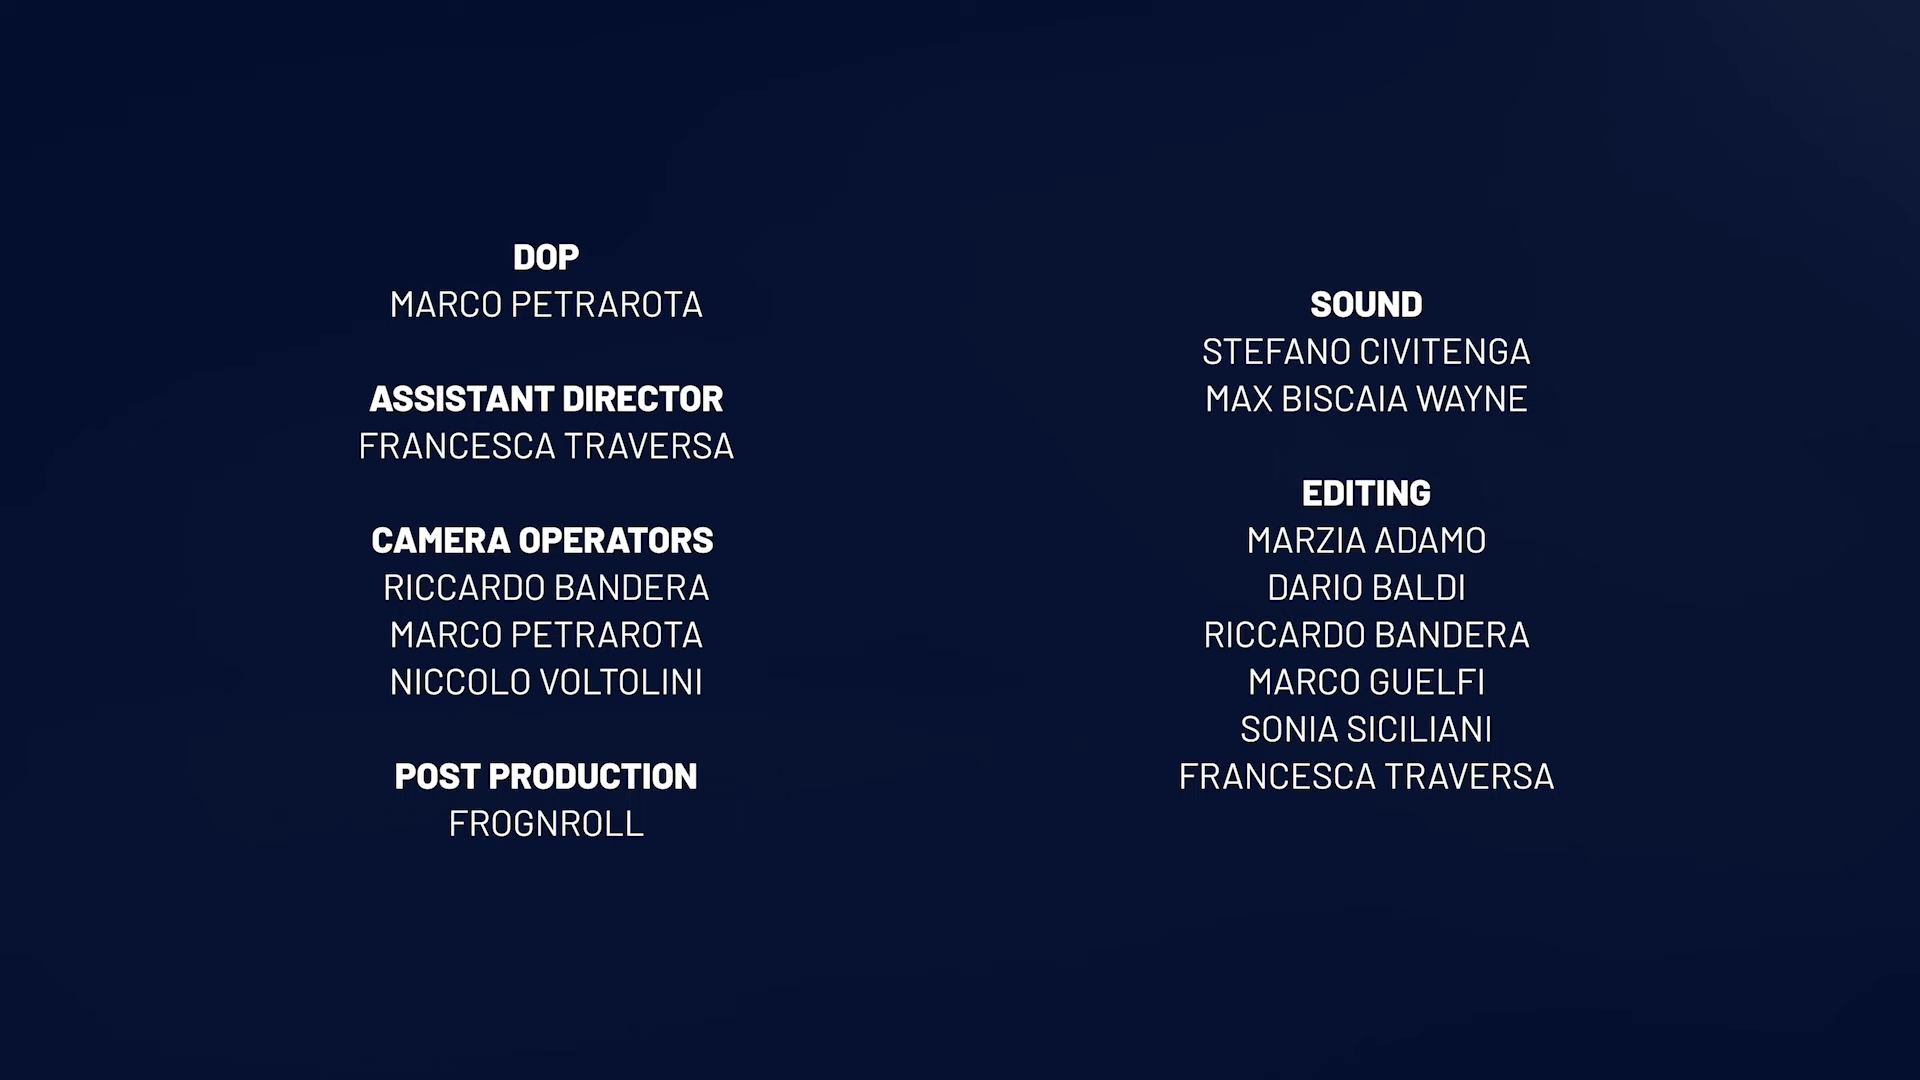 DOP
MARCO PETRAROTA
ASSISTANT DIRECTOR
FRANCESCA TRAVERSA
CAMERA OPERATORS
RICCARDO BANDERA
MARCO PETRAROTA
NICCOLO VOLTOLINI
POST PRODUCTION
FROGNROLL
SOUND
STEFANO CIVITENGA
MAX BISCAIA WAYNE
EDITING
MARZIA ADAMO
DARIO BALDI
RICCARDO BANDERA
MARCO GUELFI
SONIA SICILIANI
FRANCESCA TRAVERSA